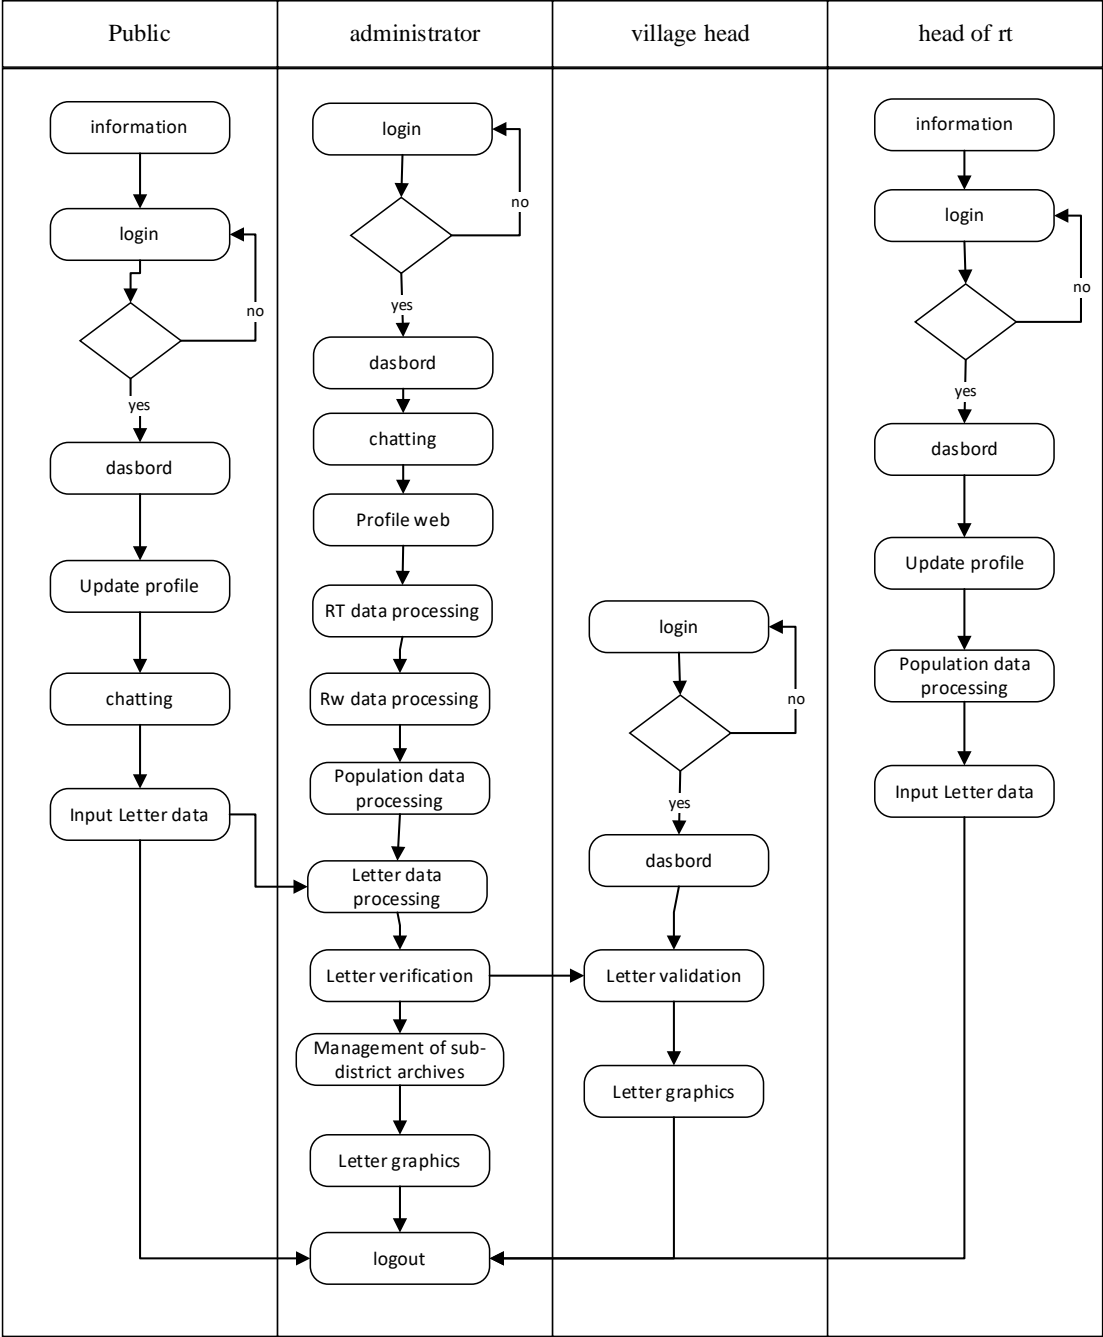 Public
administrator
village head
head of rt
information
login
no
yes
dasbord
Update profile
chatting
Input Letter data
login
no
yes
dasbord
chatting
Profile web
RT data processing
Rw data processing
Population data
processing
Letter data
processing
Letter verification
Management of sub-
district archives
Letter graphics
logout
login
no
yes
dasbord
Letter validation
Letter graphics
information
login
no
yes
dasbord
Update profile
Population data
processing
Input Letter data